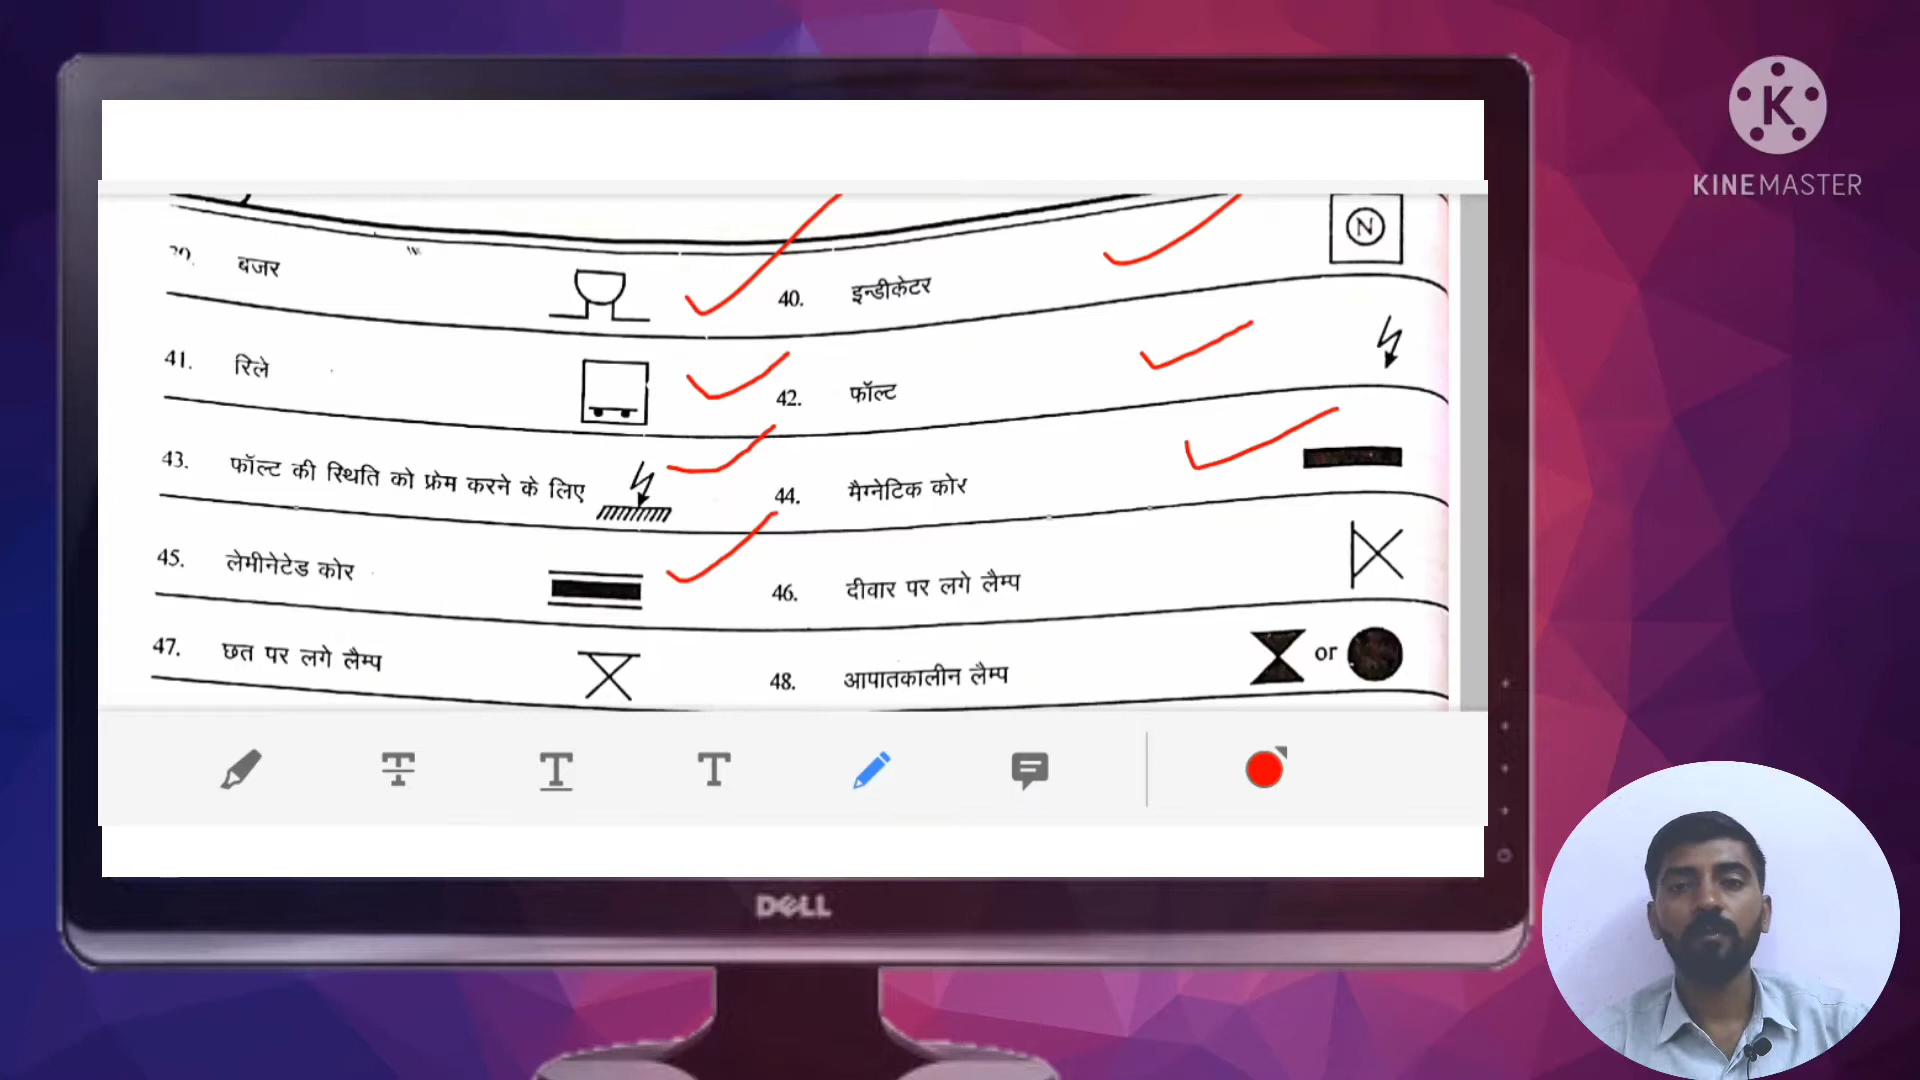 KINEMASTER
बजर
40. इन्डीकेटर
N
41. रिले
42. फॉल्ट
43. फॉल्ट की स्थिति को फ्रेम करने के लिए
44. मैग्नेटिक कोर
45. लेमीनेटेड कोर
46. दीवार पर लगे लैम्प
47. छत पर लगे लैम्प
48. आपातकालीन लैम्प
or
DELL